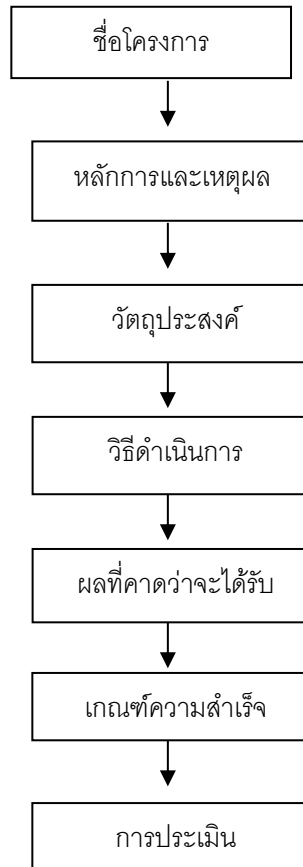 ชื่อโครงการ
หลักการและเหตุผล
วัตถุประสงค์
วิธีดำเนินการ
ผลที่คาดว่าจะได้รับ
เกณฑ์ความสำเร็จ
การประเมิน